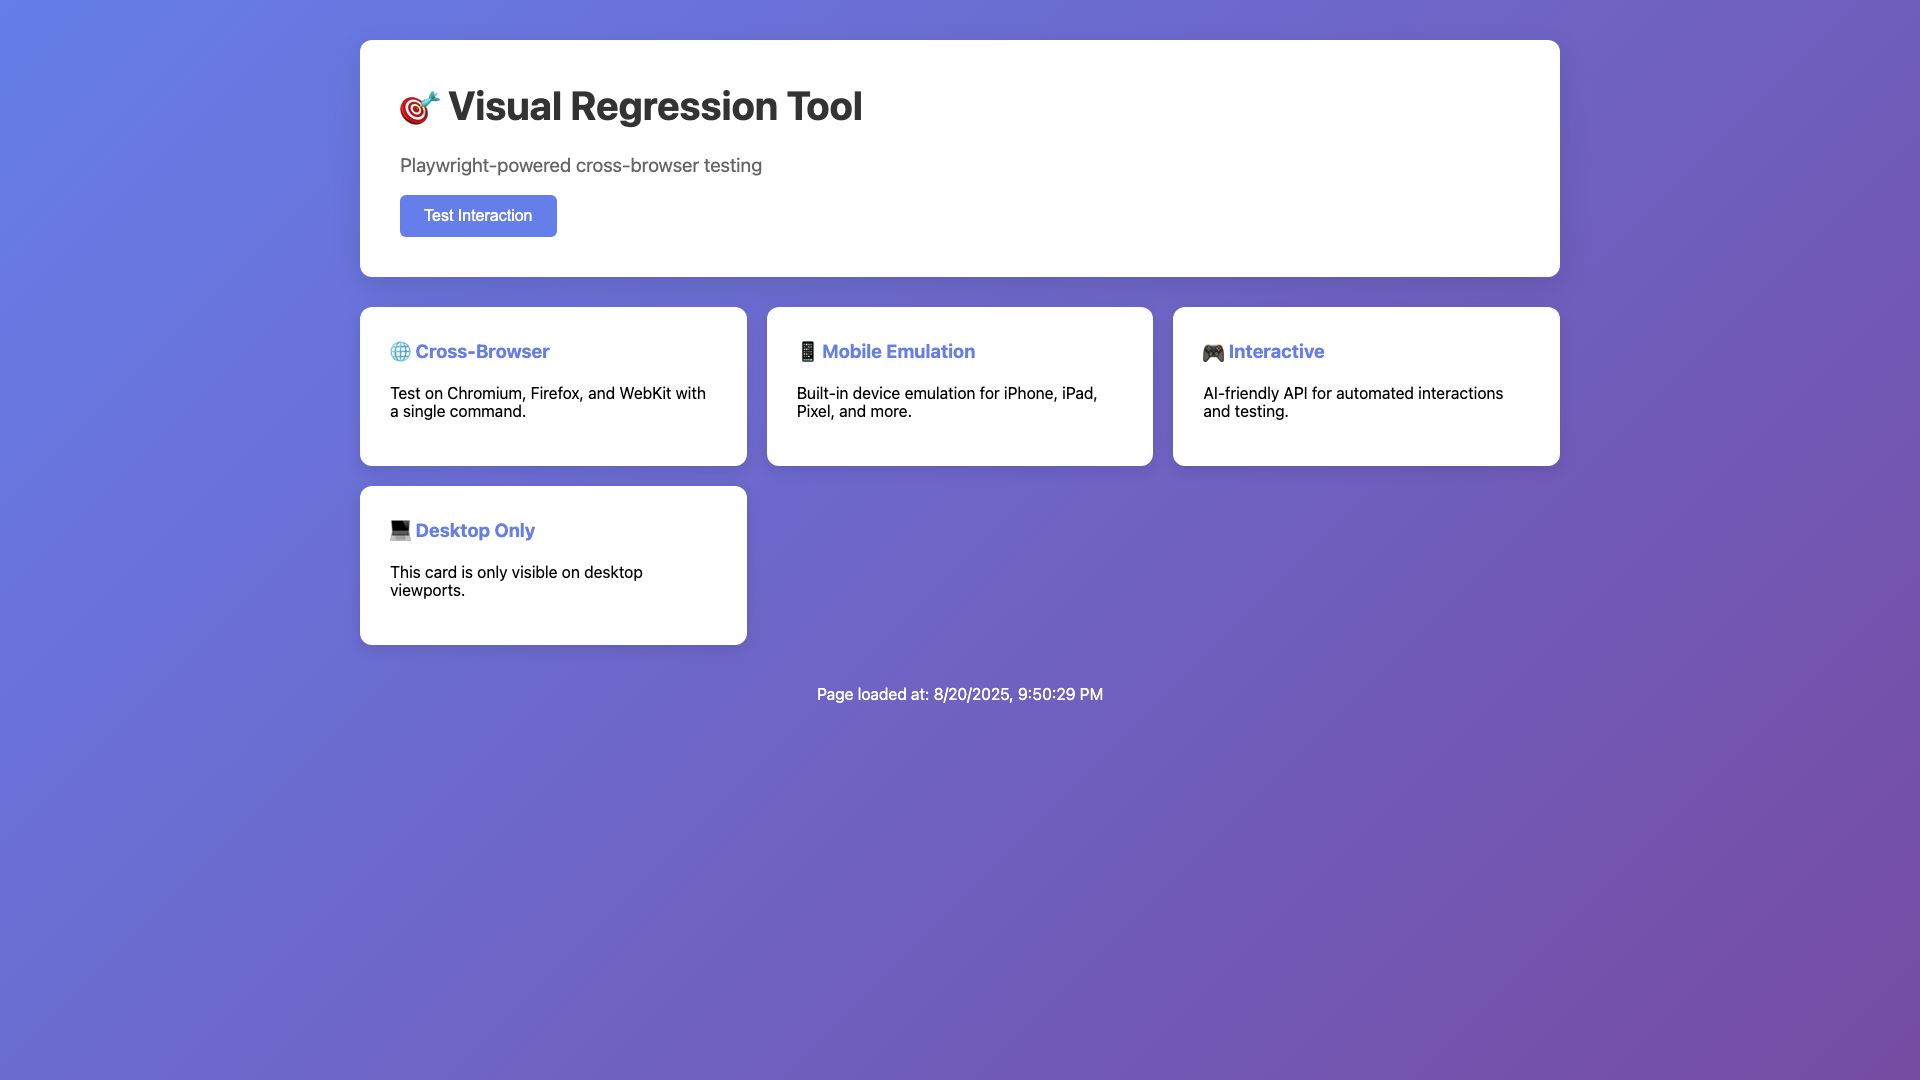 🎯 Visual Regression Tool
Playwright-powered cross-browser testing
Test Interaction
🌐 Cross-Browser
Test on Chromium, Firefox, and WebKit with
a single command.
📱 Mobile Emulation
Built-in device emulation for iPhone, iPad,
Pixel, and more.
🎮 Interactive
AI-friendly API for automated interactions
and testing.
💻 Desktop Only
This card is only visible on desktop
viewports.
Page loaded at: 8/20/2025, 9:50:29 PM